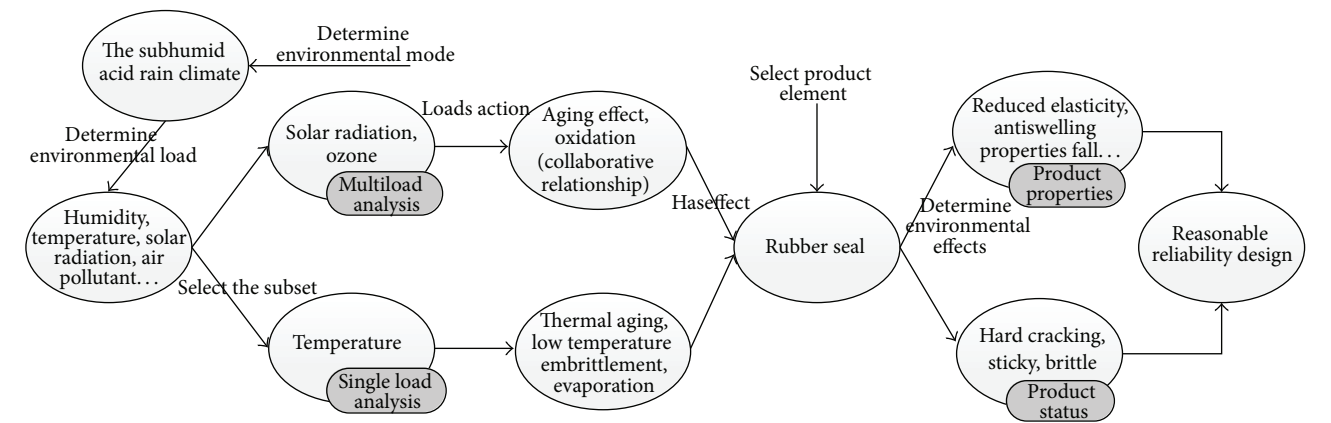 The subhumid
acid rain climate
Determine
environmental mode
Determine
environmental load
Humidity,
temperature, solar
radiation, air
pollutant...
Select the subset
Solar radiation,
ozone
Multiload
analysis
Loads action
Aging effect,
oxidation
(collaborative
relationship)
Temperature
Single load
analysis
Thermal aging,
low temperature
embrittlement,
evaporation
Haseffect
Select product
element
Rubber seal
Determine
environmental
effects
Reduced elasticity,
antiswelling
properties fall...
Product
properties
Hard cracking,
sticky, brittle
Product
status
Reasonable
reliability design